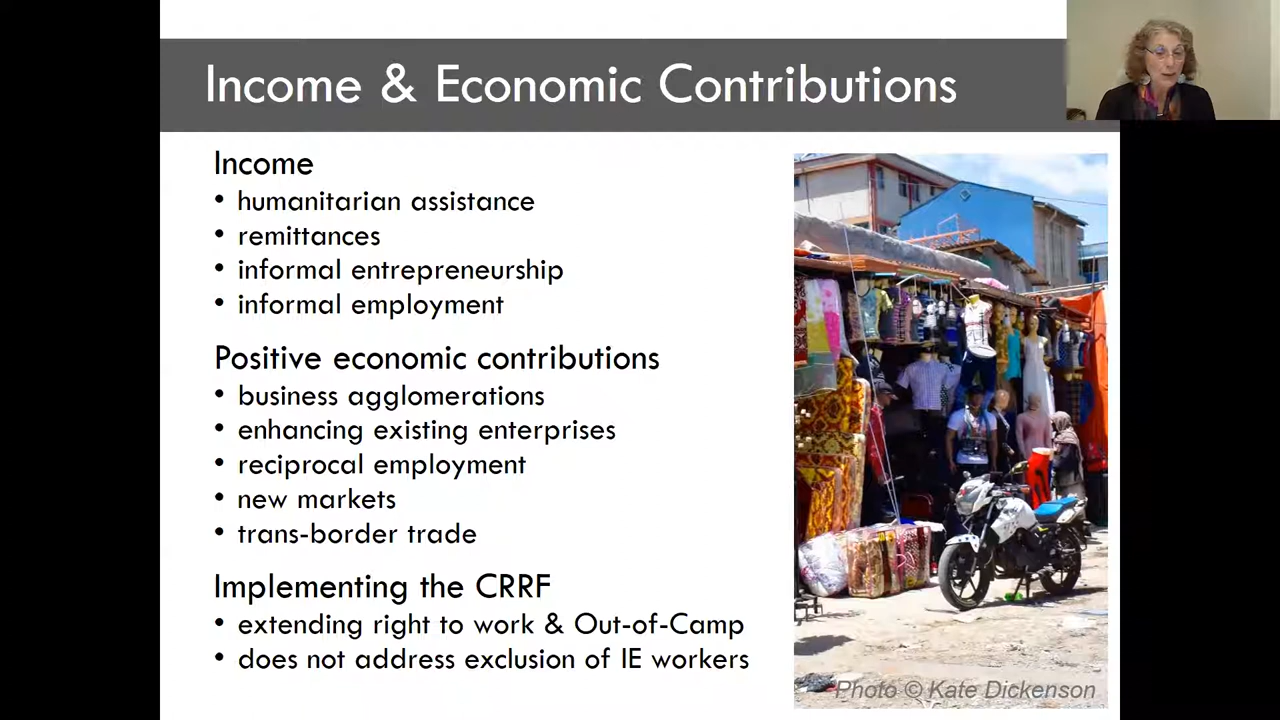 Income & Economic Contributions
Income
• humanitarian assistance
• remittances
• informal entrepreneurship
• informal employment
Positive economic contributions
• business agglomerations
• enhancing existing enterprises
• reciprocal employment
• new markets
• trans-border trade
Implementing the CRRF
• extending right to work & Out-of-Camp
• does not address exclusion of IE workers
Photo © Kate Dickenson